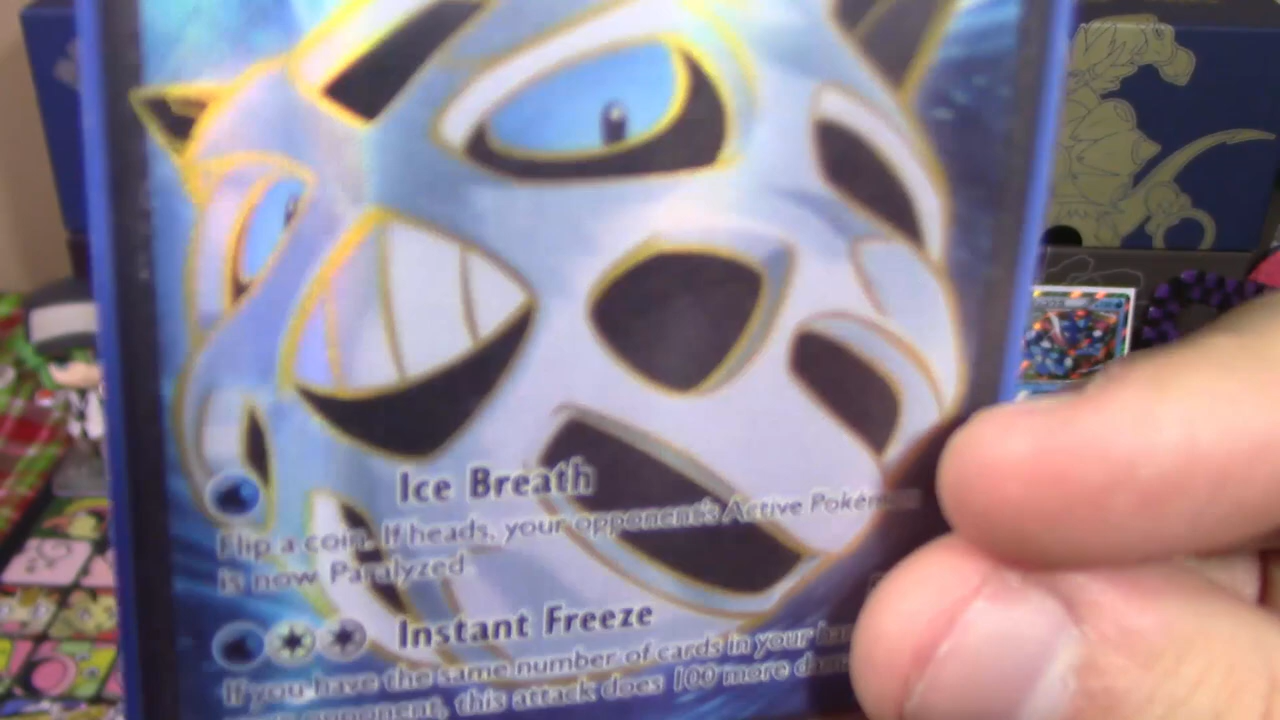 Ice Breath
Flip a coin. If heads, your opponent's Active Pokémon
is now Paralyzed
Instant Freeze
If you have the same number of cards in your
opponent, this attack does 100 more